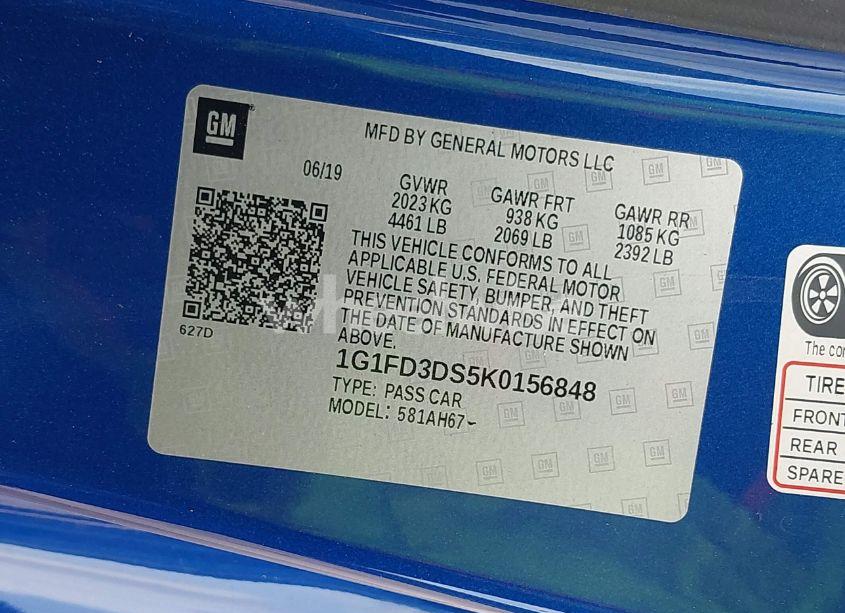 GM
MFD BY GENERAL MOTORS LLC
06/19
GVWR
2023 KG
4461 LB
GAWR FRT
938 KG
2069 LB
GAWR RR
1085 KG
2392 LB
THIS VEHICLE CONFORMS TO ALL
APPLICABLE U.S. FEDERAL MOTOR
VEHICLE SAFETY, BUMPER, AND THEFT
PREVENTION STANDARDS IN EFFECT ON
THE DATE OF MANUFACTURE SHOWN
ABOVE.
627D
1G1FD3DS5K0156848
TYPE: PASS CAR
MODEL: 581AH67~
The con
TIRE
FRONT
REAR
SPARE